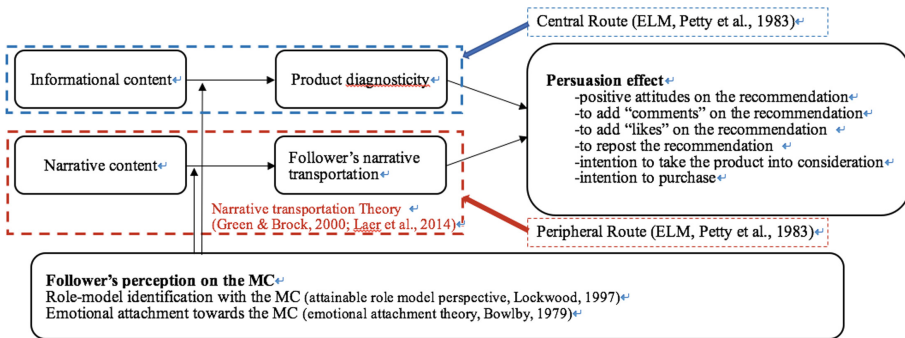 Central Route (ELM, Petty et al., 1983)
Informational content
Product diagnosticity
Persuasion effect
-positive attitudes on the recommendation
-to add “comments” on the recommendation
-to add “likes” on the recommendation
-to repost the recommendation
-intention to take the product into consideration
-intention to purchase
Narrative content
Follower’s narrative
transportation
Narrative transportation Theory
(Green & Brock, 2000; Laer et al., 2014)
Peripheral Route (ELM, Petty et al., 1983)
Follower’s perception on the MC
Role-model identification with the MC (attainable role model perspective, Lockwood, 1997)
Emotional attachment towards the MC (emotional attachment theory, Bowlby, 1979)